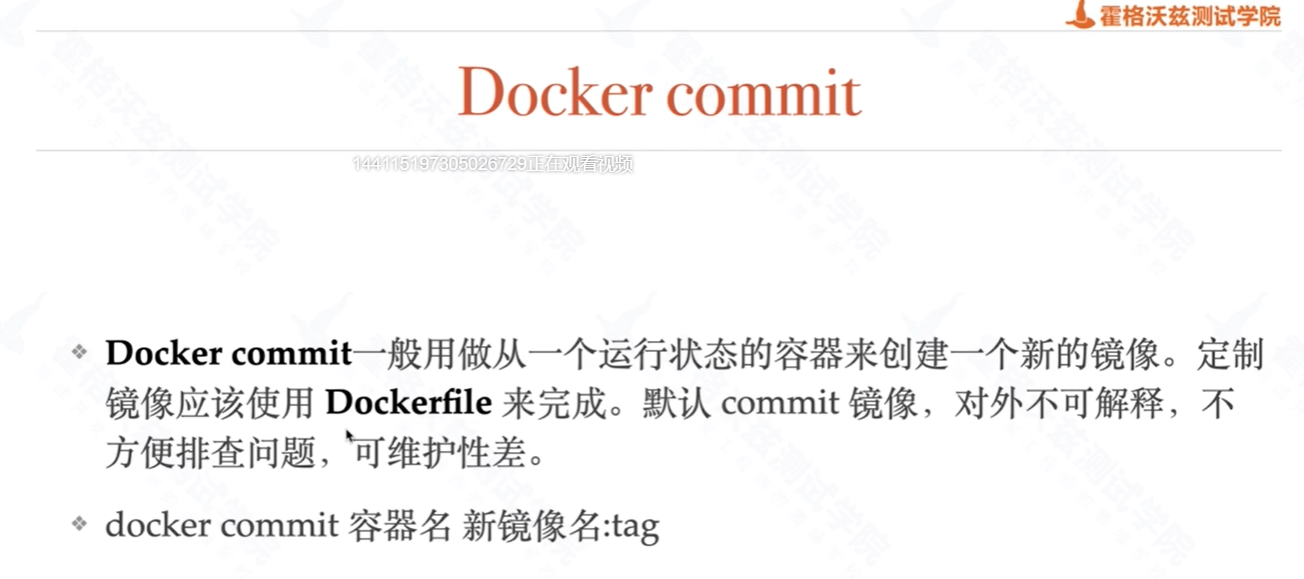 霍格沃兹测试学院
Docker commit
144115197305026729正在观看视频
Docker commit一般用做从一个运行状态的容器来创建一个新的镜像。定制
镜像应该使用 Dockerfile 来完成。默认 commit 镜像，对外不可解释，不
方便排查问题，可维护性差。
docker commit 容器名 新镜像名:tag